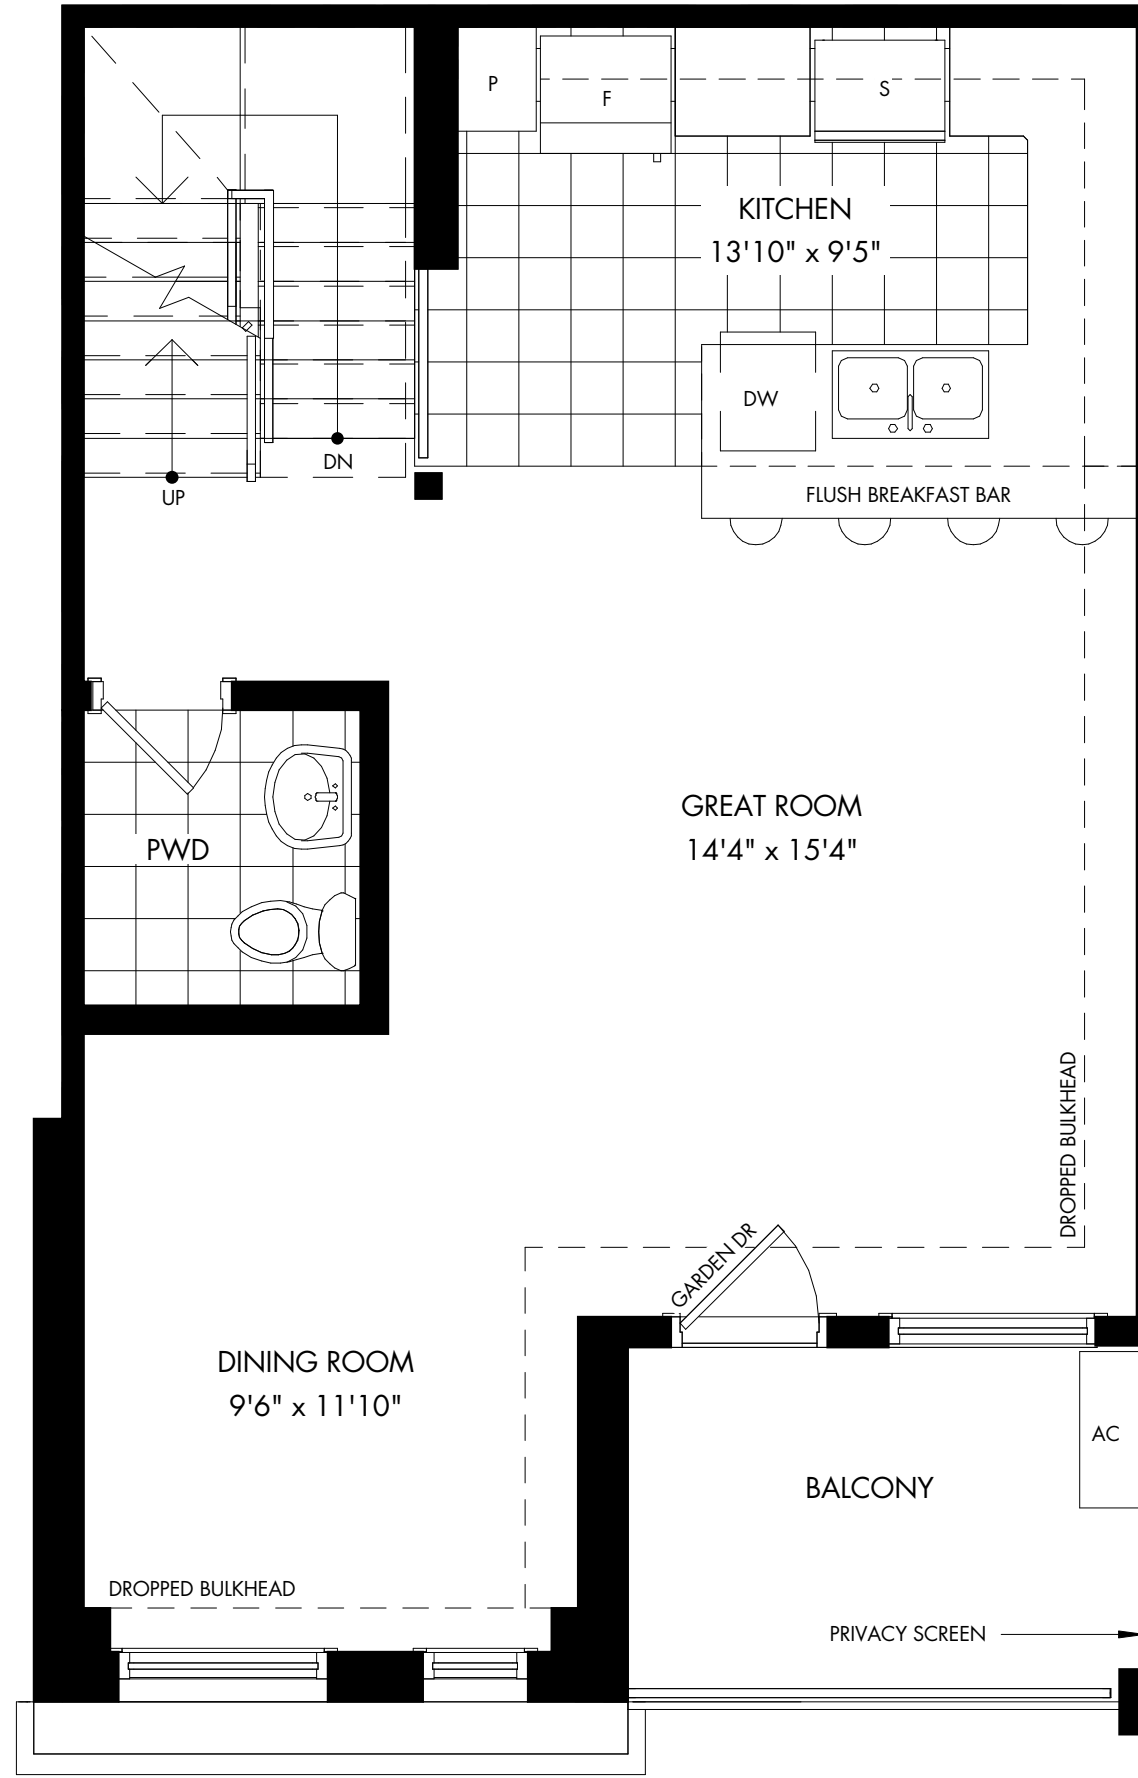 P
F
S
KITCHEN
13'10" x 9'5"
DW
DN
UP
FLUSH BREAKFAST BAR
GREAT ROOM
14'4" x 15'4"
PWD
DROPPED BULKHEAD
GARDEN DR
DINING ROOM
9'6" x 11'10"
AC
BALCONY
DROPPED BULKHEAD
PRIVACY SCREEN